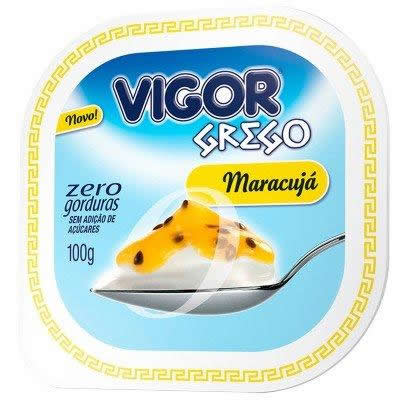 Novo!
VIGOR
GREGO
Maracujá
zero
gorduras
SEM ADIÇÃO DE
AÇÚCARES
100g